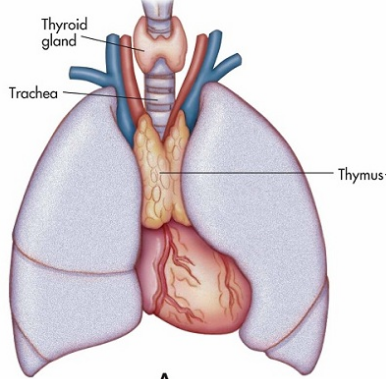 Thyroid
gland
Trachea
Thymus
A